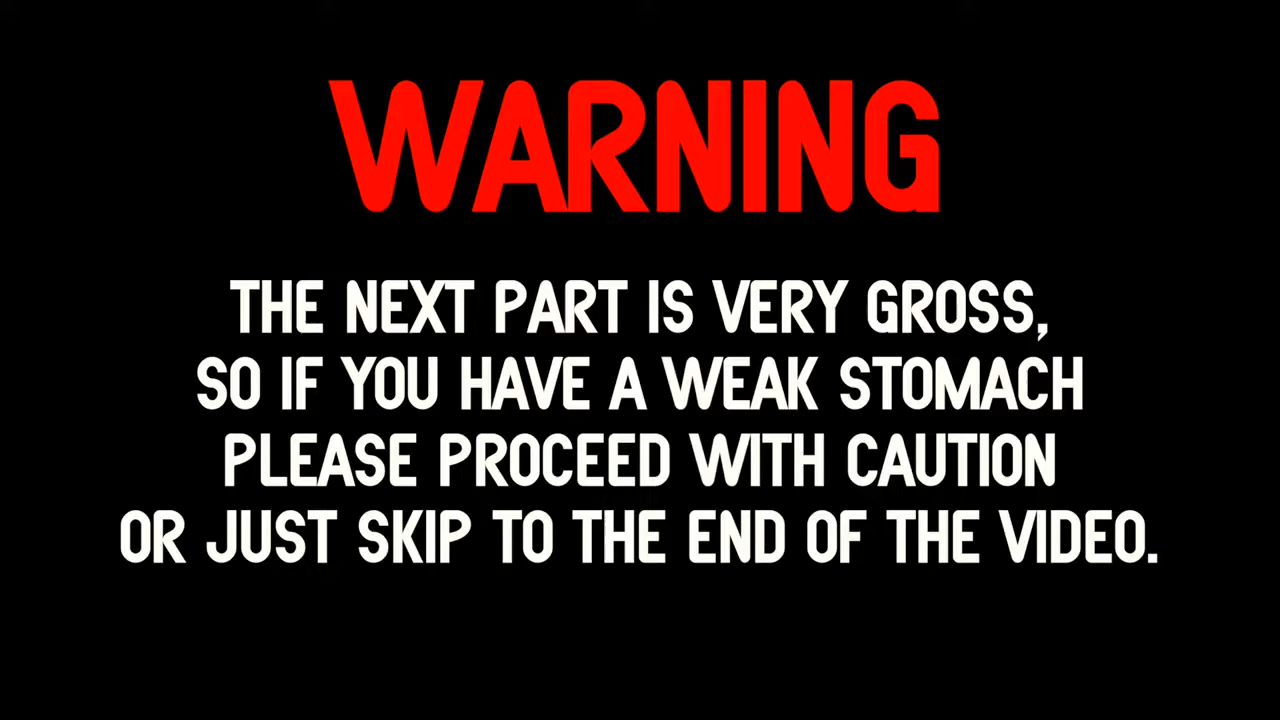 WARNING
THE NEXT PART IS VERY GROSS,
SO IF YOU HAVE A WEAK STOMACH
PLEASE PROCEED WITH CAUTION
OR JUST SKIP TO THE END OF THE VIDEO.